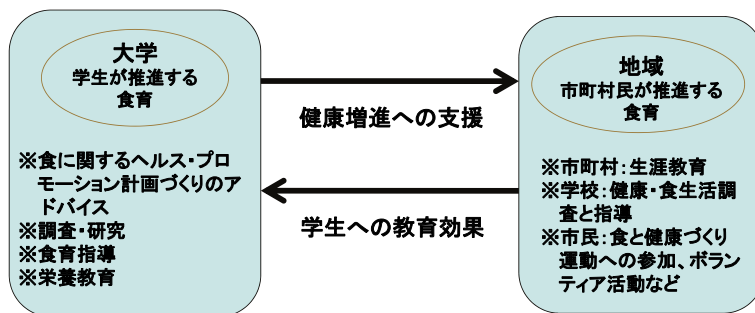 大学
学生が推進する
食育
※食に関するヘルス・プロ
モーション計画づくりのア
ドバイス
※調査・研究
※食育指導
※栄養教育
健康増進への支援
学生への教育効果
地域
市町村民が推進する
食育
※市町村：生涯教育
※学校：健康・食生活調
査と指導
※市民：食と健康づくり
運動への参加、ボラン
ティア活動など